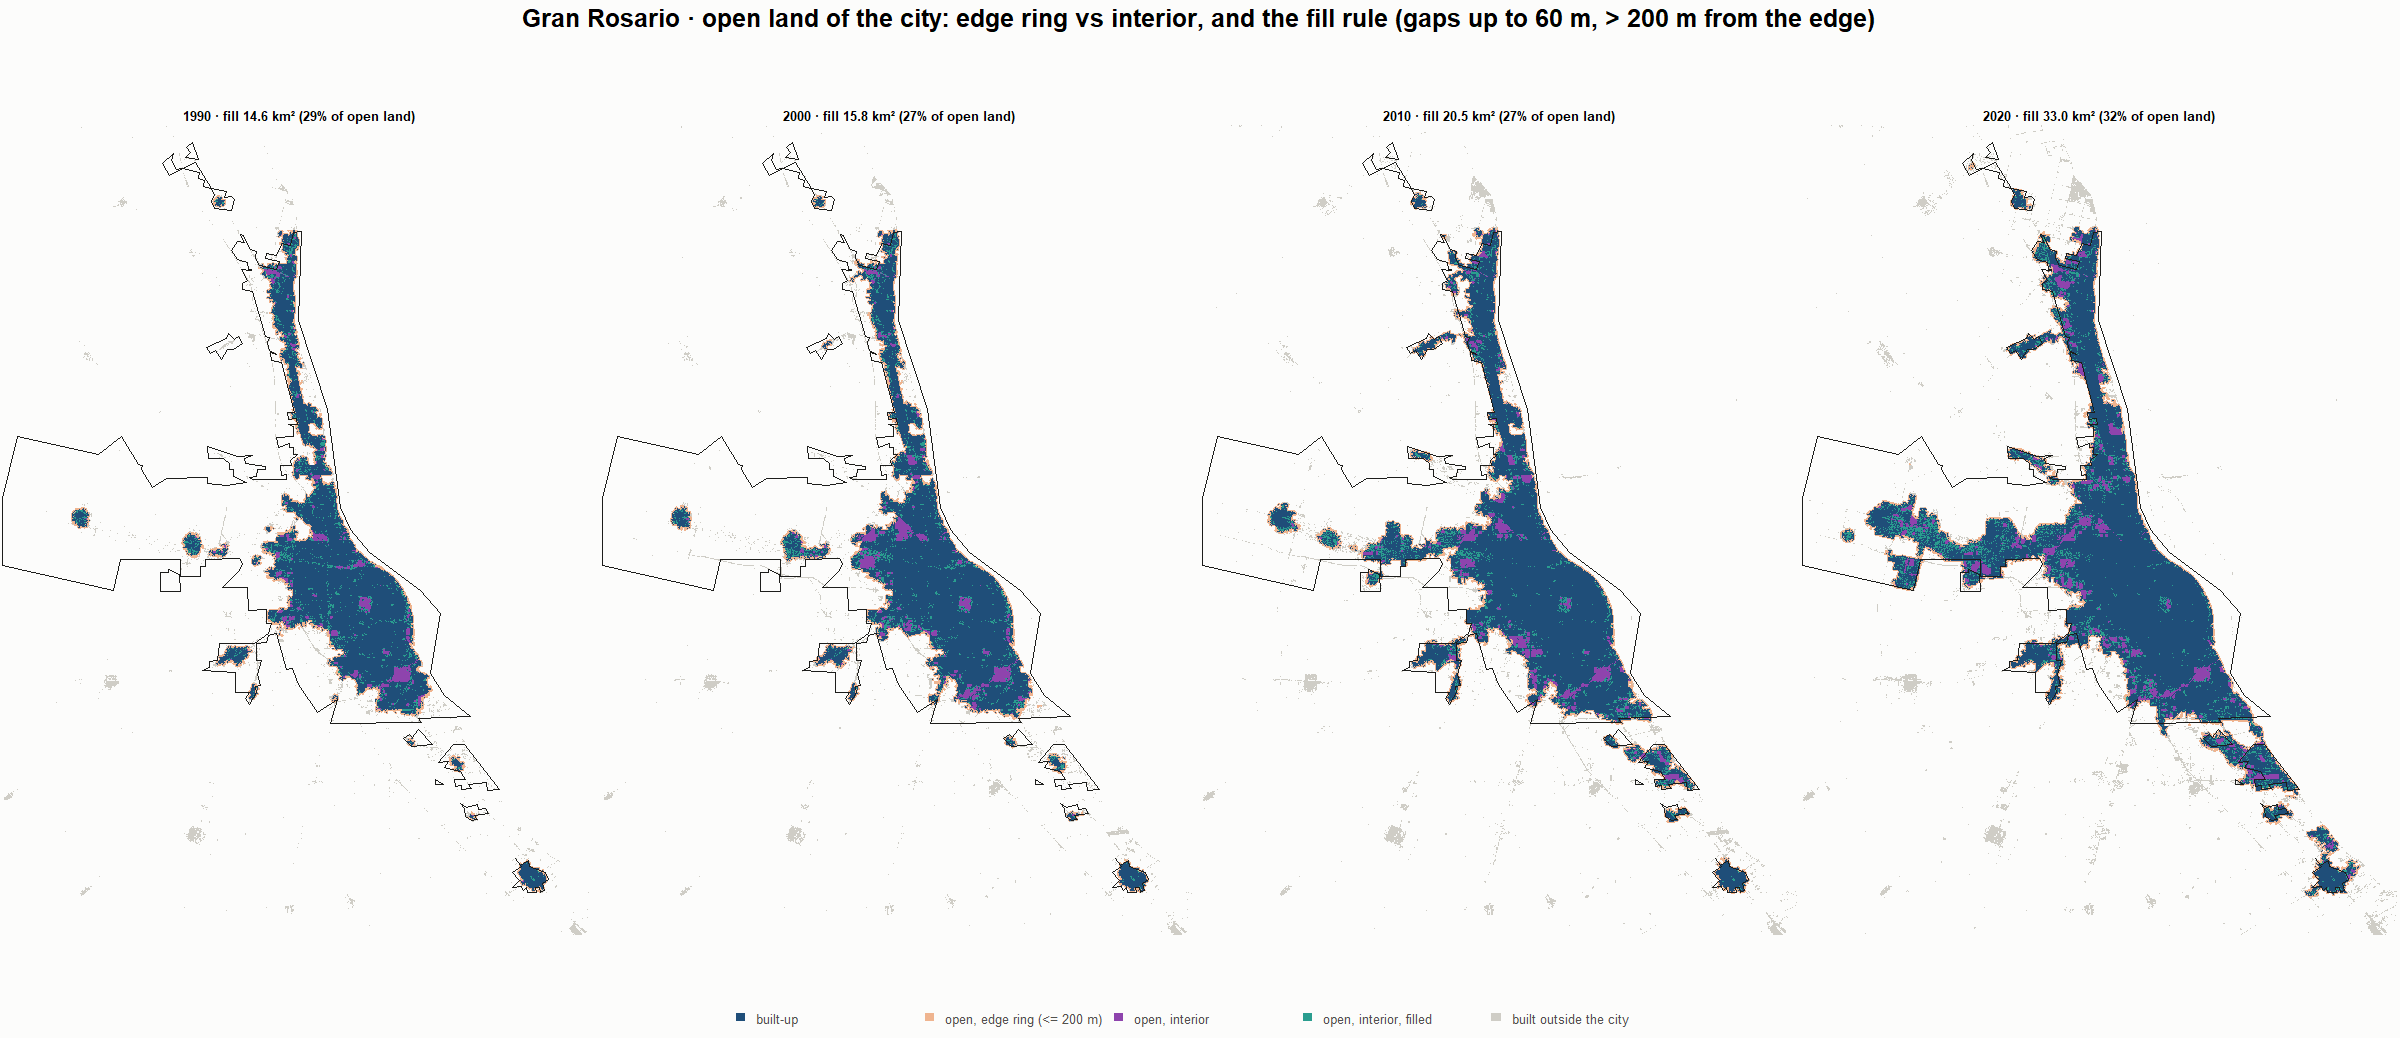 Gran Rosario · open land of the city: edge ring vs interior, and the fill rule (gaps up to 60 m, > 200 m from the edge)
1990 · fill 14.6 km² (29% of open land)
2000 · fill 15.8 km² (27% of open land)
2010 · fill 20.5 km² (27% of open land)
2020 · fill 33.0 km² (32% of open land)
built-up
open, edge ring (<= 200 m)
open, interior
open, interior, filled
built outside the city